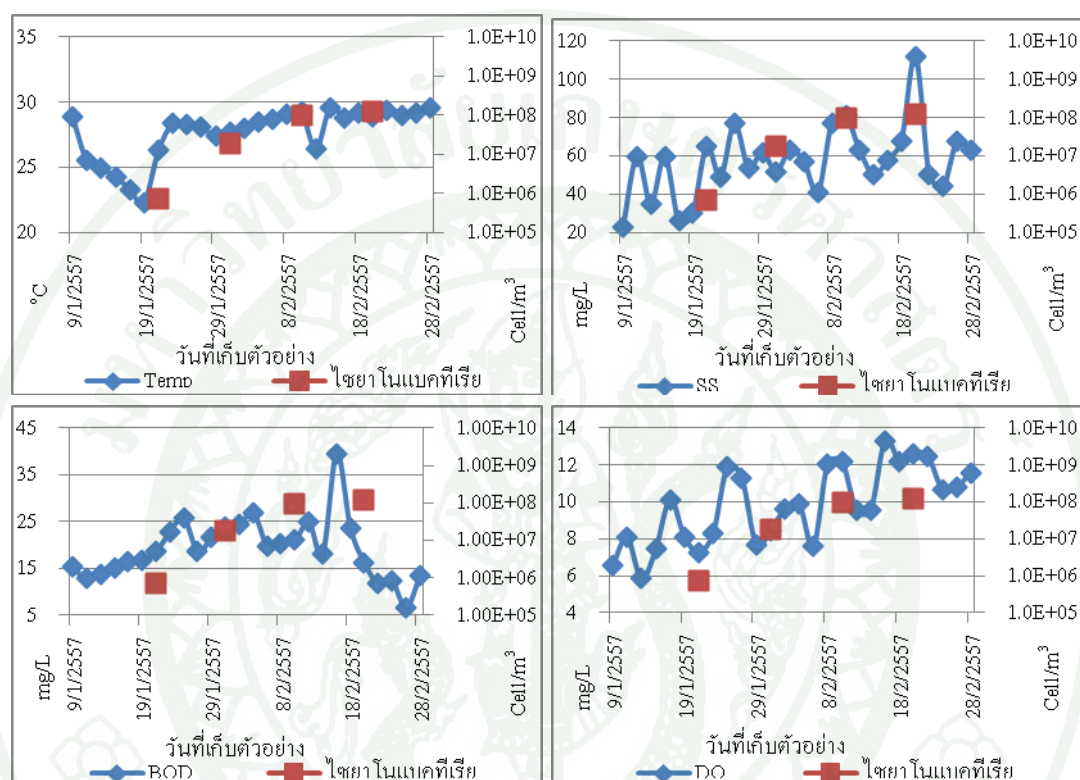 35
30
25
20
1.0E+10
1.0E+09
1.0E+08
1.0E+07
1.0E+06
1.0E+05
°C
9/1/2557
19/1/2557
29/1/2557
8/2/2557
18/2/2557
28/2/2557
Cell/m³
วันที่เก็บตัวอย่าง
Temp ไซยาโนแบคทีเรีย
120
100
80
60
40
20
1.0E+10
1.0E+09
1.0E+08
1.0E+07
1.0E+06
1.0E+05
mg/L
9/1/2557
19/1/2557
29/1/2557
8/2/2557
18/2/2557
28/2/2557
Cell/m³
วันที่เก็บตัวอย่าง
SS ไซยาโนแบคทีเรีย
45
35
25
15
5
1.00E+10
1.00E+09
1.00E+08
1.00E+07
1.00E+06
1.00E+05
mg/L
9/1/2557
19/1/2557
29/1/2557
8/2/2557
18/2/2557
28/2/2557
Cell/m³
วันที่เก็บตัวอย่าง
BOD ไซยาโนแบคทีเรีย
14
12
10
8
6
4
1.00E+10
1.00E+09
1.00E+08
1.00E+07
1.00E+06
1.00E+05
mg/L
9/1/2557
19/1/2557
29/1/2557
8/2/2557
18/2/2557
28/2/2557
Cell/m³
วันที่เก็บตัวอย่าง
DO ไซยาโนแบคทีเรีย